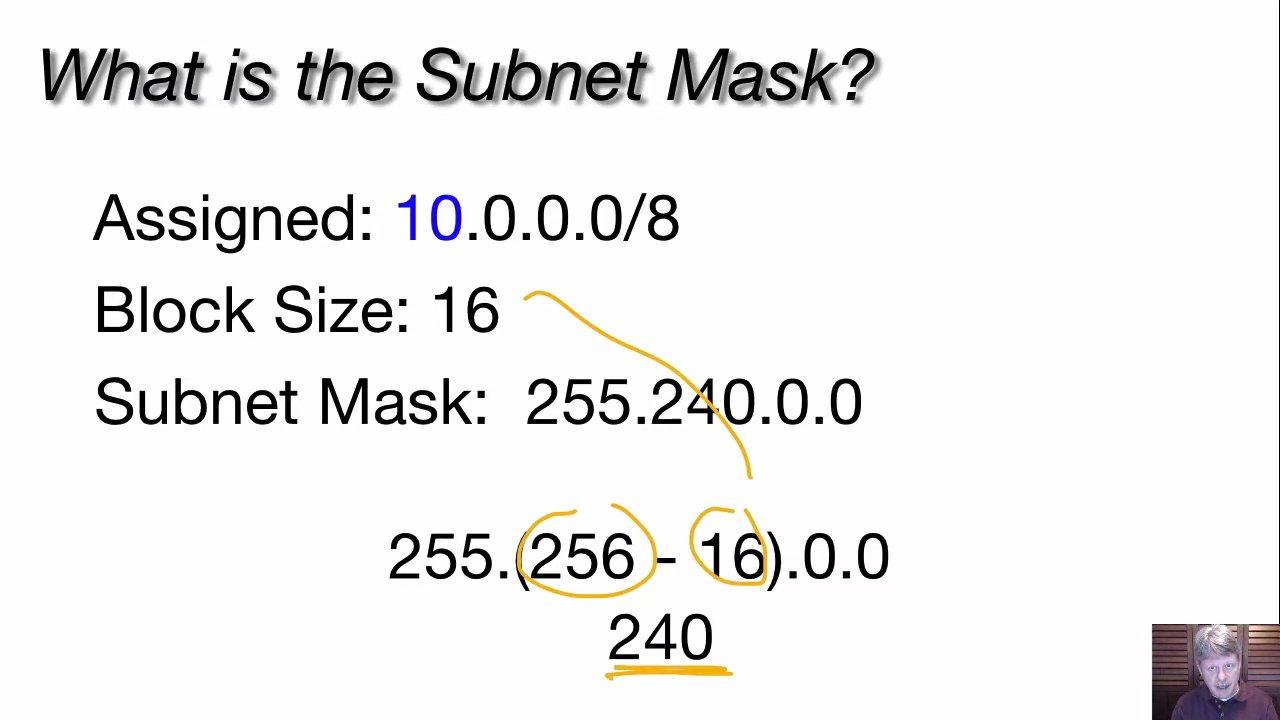 What is the Subnet Mask?
Assigned: 10.0.0.0/8
Block Size: 16
Subnet Mask: 255.240.0.0
255.(256 - 16).0.0
240